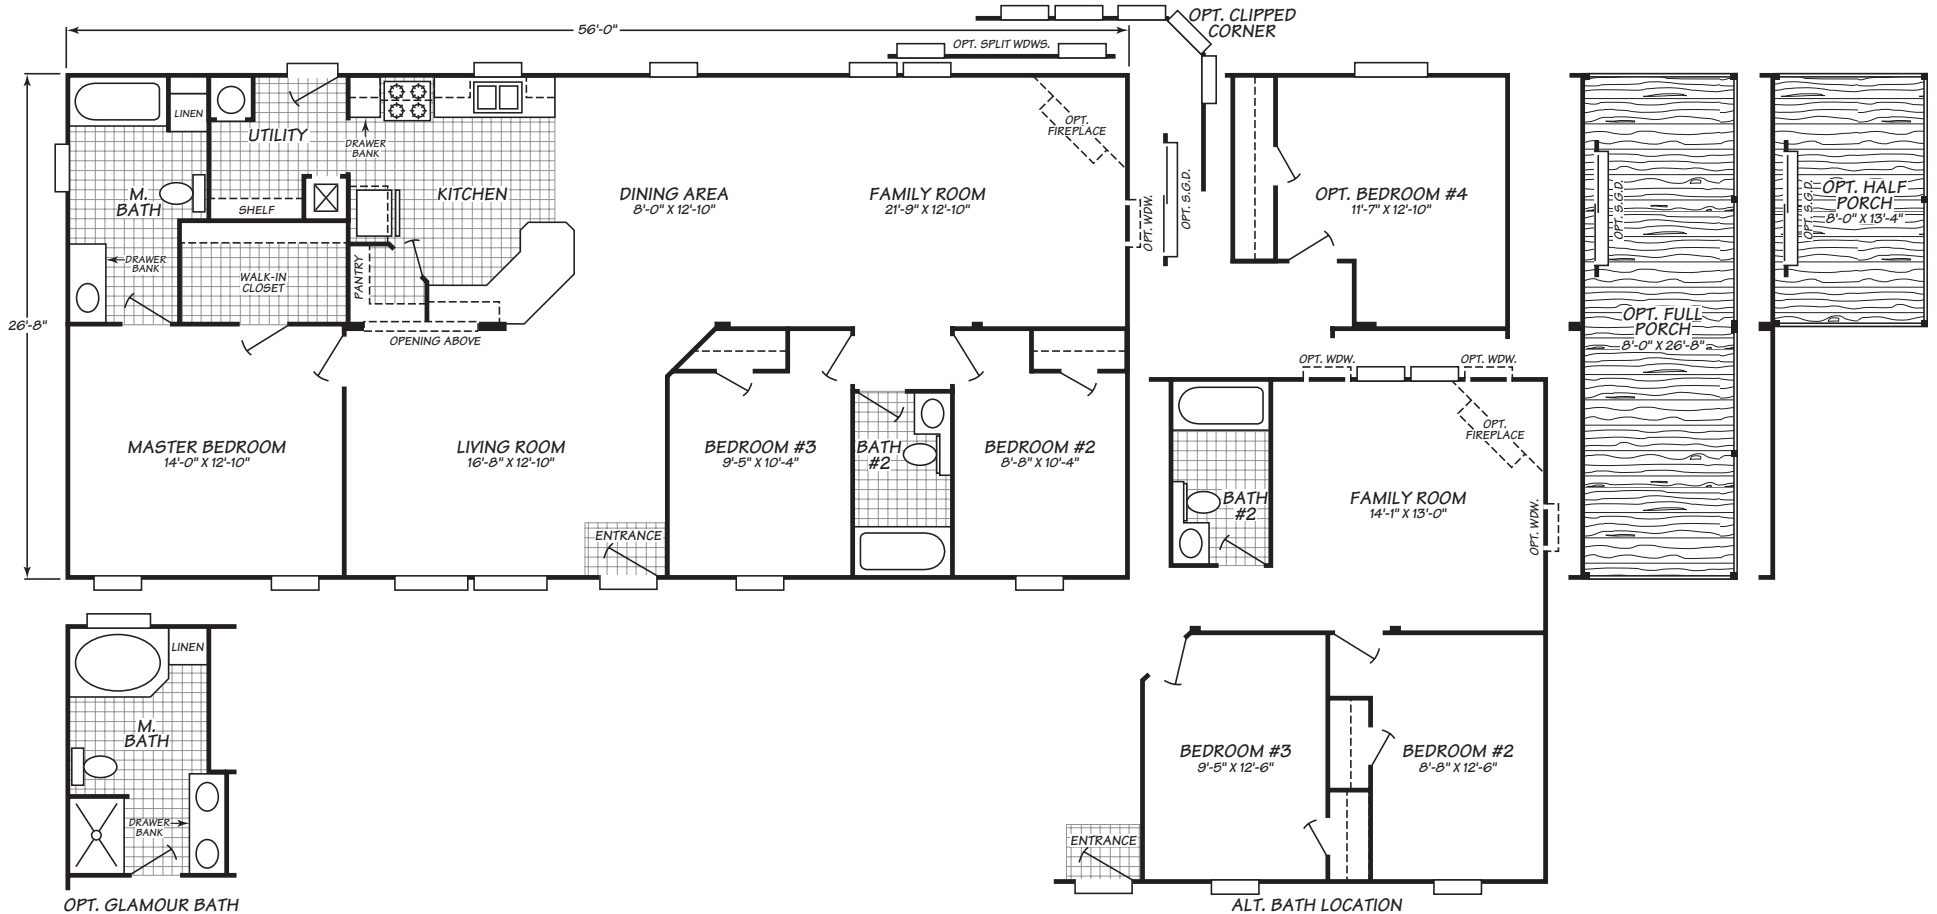 OPT. CLIPPED
CORNER
56'-0"
OPT. SPLIT WDWS.
26'-8"
LINEN
UTILITY
DRAWER
BANK
M.
BATH
SHELF
KITCHEN
DINING AREA
8'-0" X 12'-10"
FAMILY ROOM
21'-9" X 12'-10"
OPT.
FIREPLACE
OPT. WDW.
OPT. S.G.D.
DRAWER
BANK
WALK-IN
CLOSET
PANTRY
OPENING ABOVE
MASTER BEDROOM
14'-0" X 12'-10"
LIVING ROOM
16'-8" X 12'-10"
BEDROOM #3
9'-5" X 10'-4"
BATH
#2
BEDROOM #2
8'-8" X 10'-4"
ENTRANCE
OPT. BEDROOM #4
11'-7" X 12'-10"
OPT. S.G.D.
OPT. FULL
PORCH
8'-0" X 26'-8"
OPT. S.G.D.
OPT. HALF
PORCH
8'-0" X 13'-4"
LINEN
M.
BATH
DRAWER
BANK
OPT. GLAMOUR BATH
OPT. WDW.
OPT. WDW.
OPT.
FIREPLACE
BATH
#2
FAMILY ROOM
14'-1" X 13'-0"
OPT. WDW.
BEDROOM #3
9'-5" X 12'-6"
BEDROOM #2
8'-8" X 12'-6"
ENTRANCE
ALT. BATH LOCATION